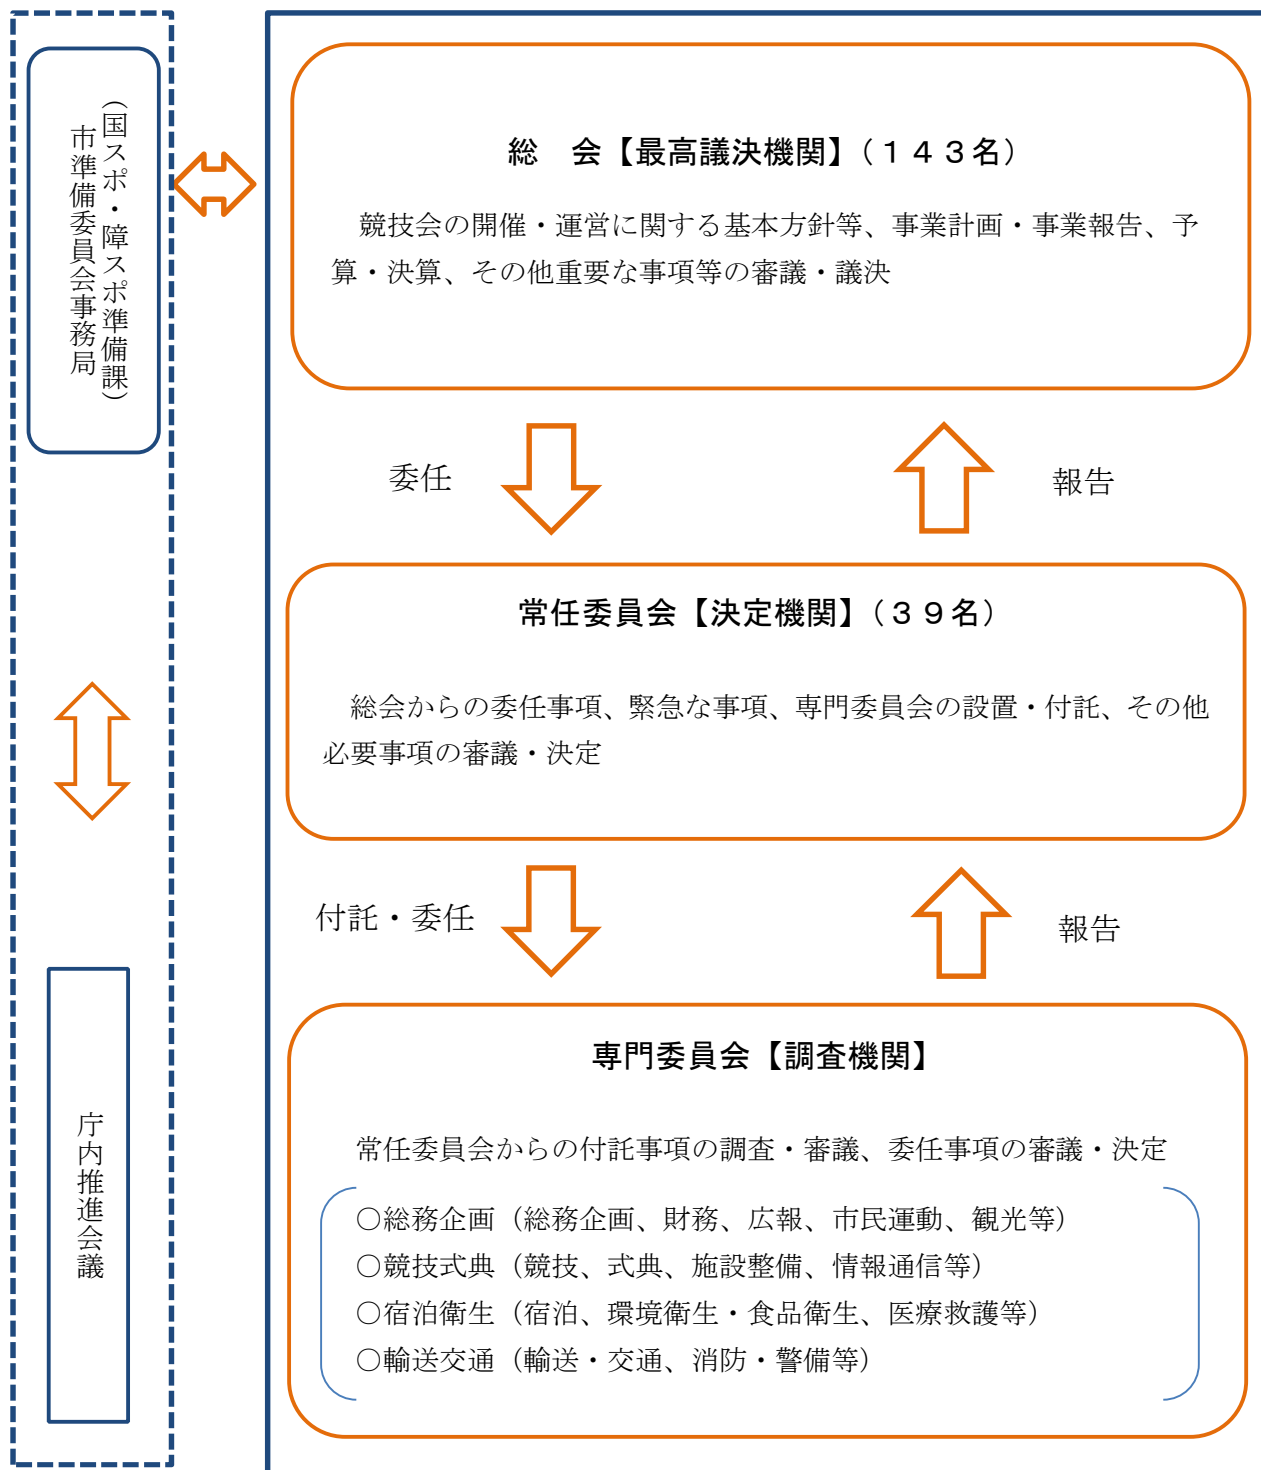 市準備委員会事務局
(国スポ・障スポ準備課)
総　会【最高議決機関】(１４３名)
競技会の開催・運営に関する基本方針等、事業計画・事業報告、予
算・決算、その他重要な事項等の審議・議決
委任
報告
常任委員会【決定機関】(３９名)
総会からの委任事項、緊急な事項、専門委員会の設置・付託、その他
必要事項の審議・決定
付託・委任
報告
専門委員会【調査機関】
常任委員会からの付託事項の調査・審議、委任事項の審議・決定
○総務企画（総務企画、財務、広報、市民運動、観光等）
○競技式典（競技、式典、施設整備、情報通信等）
○宿泊衛生（宿泊、環境衛生・食品衛生、医療救護等）
○輸送交通（輸送・交通、消防・警備等）
庁内推進会議